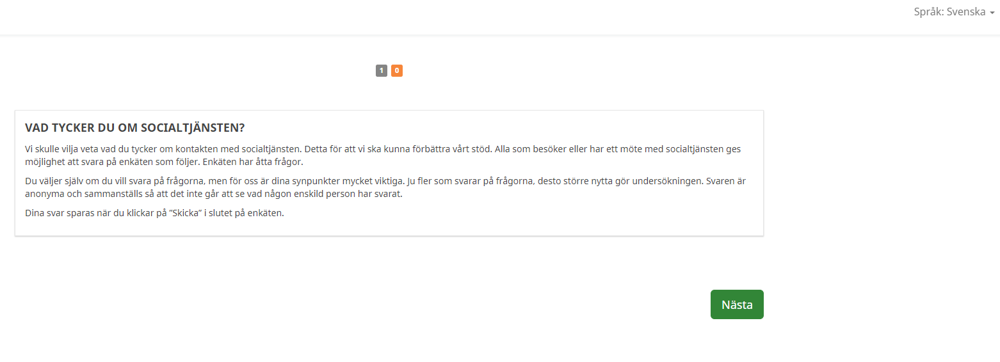 Språk: Svenska
1 0
VAD TYCKER DU OM SOCIALTJÄNSTEN?
Vi skulle vilja veta vad du tycker om kontakten med socialtjänsten. Detta för att vi ska kunna förbättra vårt stöd. Alla som besöker eller har ett möte med socialtjänsten ges
möjlighet att svara på enkäten som följer. Enkäten har åtta frågor.
Du väljer själv om du vill svara på frågorna, men för oss är dina synpunkter mycket viktiga. Ju fler som svarar på frågorna, desto större nytta gör undersökningen. Svaren är
anonyma och sammanställs så att det inte går att se vad någon enskild person har svarat.
Dina svar sparas när du klickar på ”Skicka” i slutet på enkäten.
Nästa